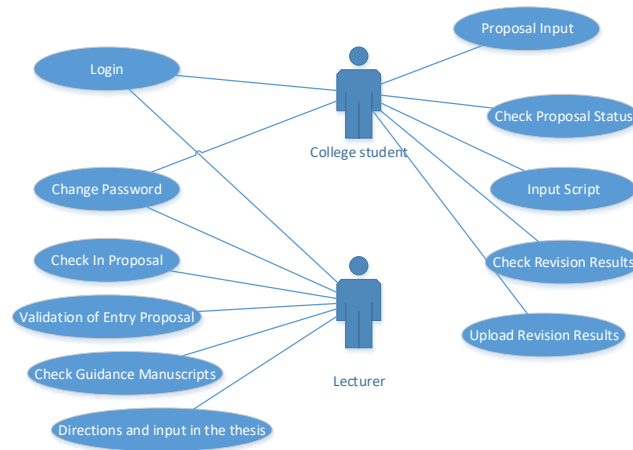 Proposal Input
Login
Check Proposal Status
College student
Change Password
Input Script
Check In Proposal
Check Revision Results
Validation of Entry Proposal
Upload Revision Results
Check Guidance Manuscripts
Lecturer
Directions and input in the thesis